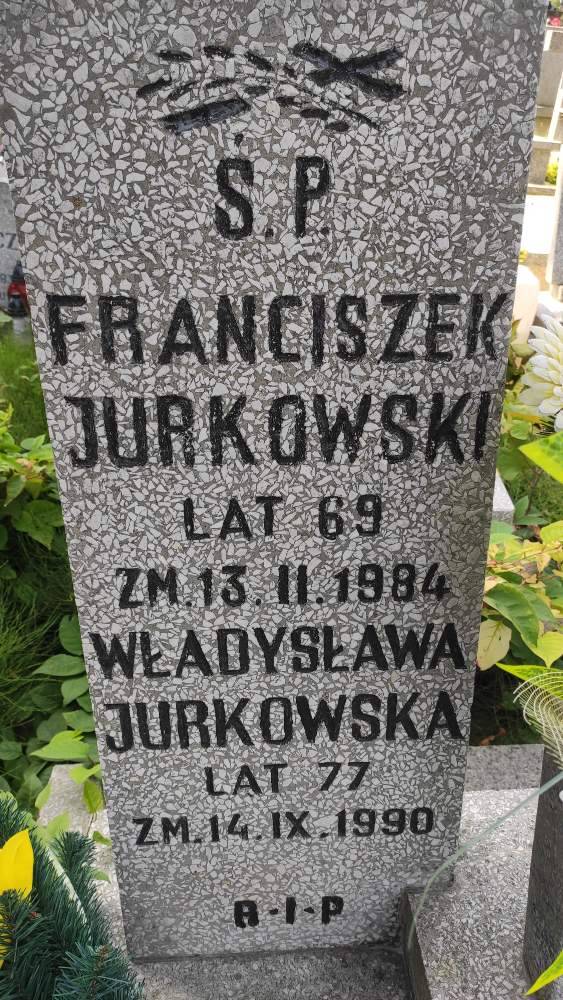 Ś.P.
FRANCISZEK
JURKOWSKI
LAT 69
ZM.13.II.1984
WŁADYSŁAWA
JURKOWSKA
LAT 77
ZM.14.IX.1990
R-I-P